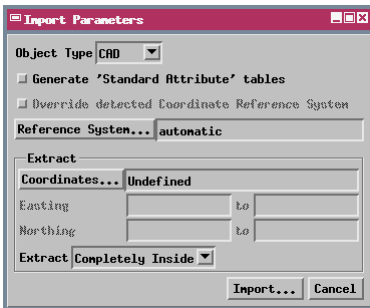 Import Parameters
Object Type CAD
Generate 'Standard Attribute' tables
Override detected Coordinate Reference System
Reference System... automatic
Extract
Coordinates... Undefined
Easting to
Northing to
Extract Completely Inside
Import... Cancel